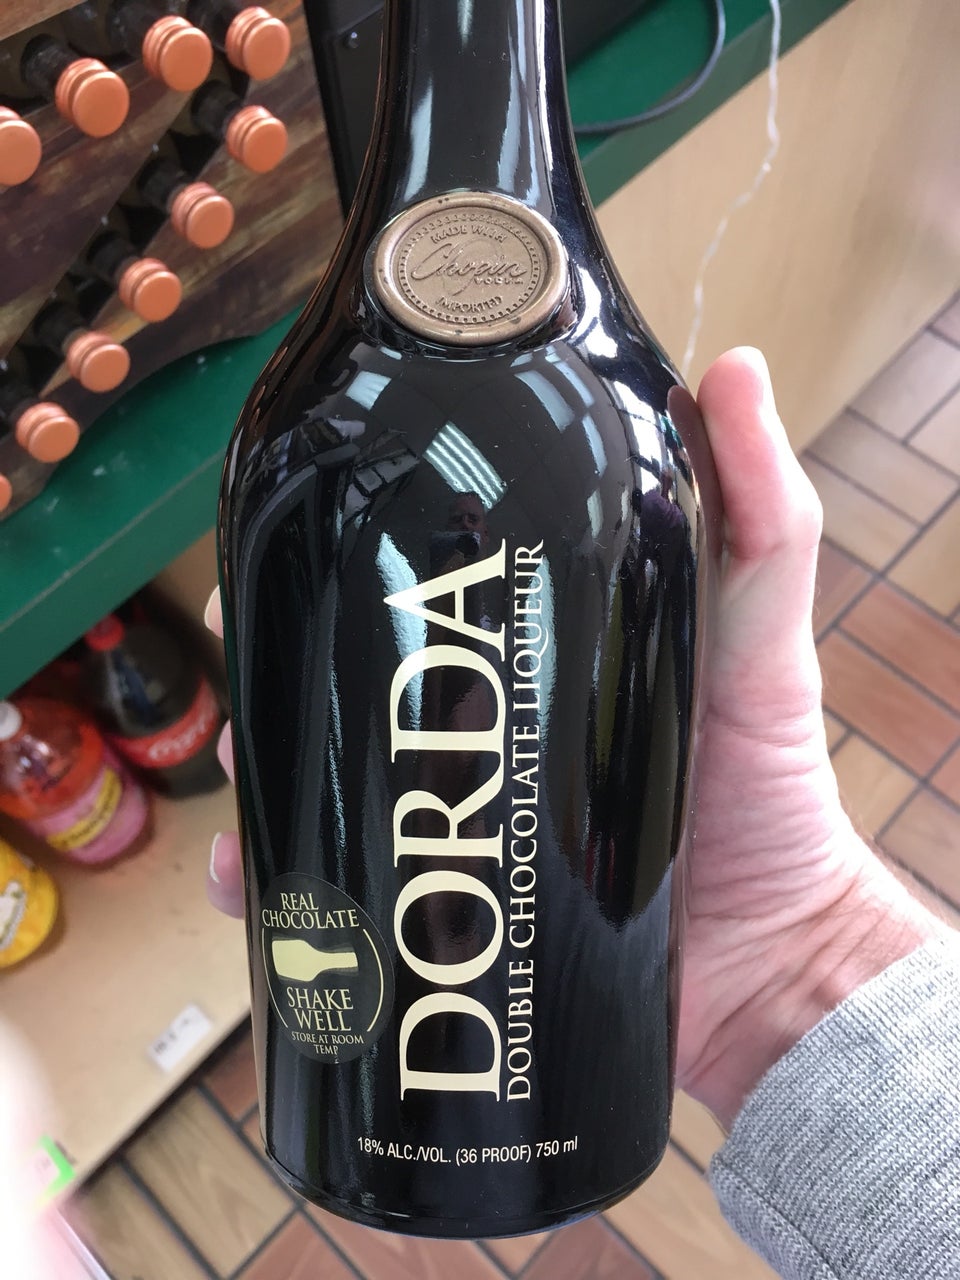 MADE WITH
Chopin
VODKA
IMPORTED
DORDA
DOUBLE CHOCOLATE LIQUEUR
REAL
CHOCOLATE
SHAKE
WELL
STORE AT ROOM
TEMP
18% ALC./VOL. (36 PROOF) 750 ml